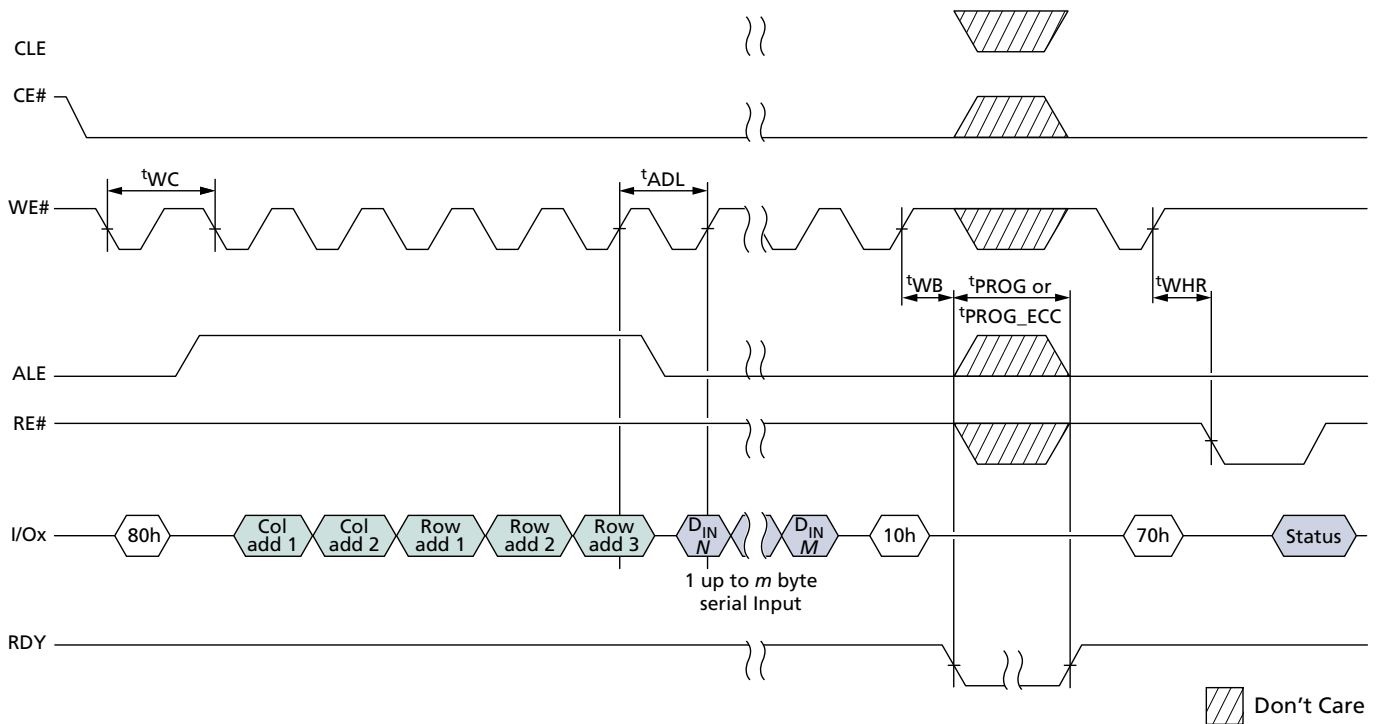 CLE
CE#
tWC
tADL
WE#
tWB
tPROG or
tPROG_ECC
tWHR
ALE
RE#
I/Ox
80h
Col
add 1
Col
add 2
Row
add 1
Row
add 2
Row
add 3
DIN
N
DIN
M
10h
70h
Status
1 up to m byte
serial Input
RDY
Don't Care